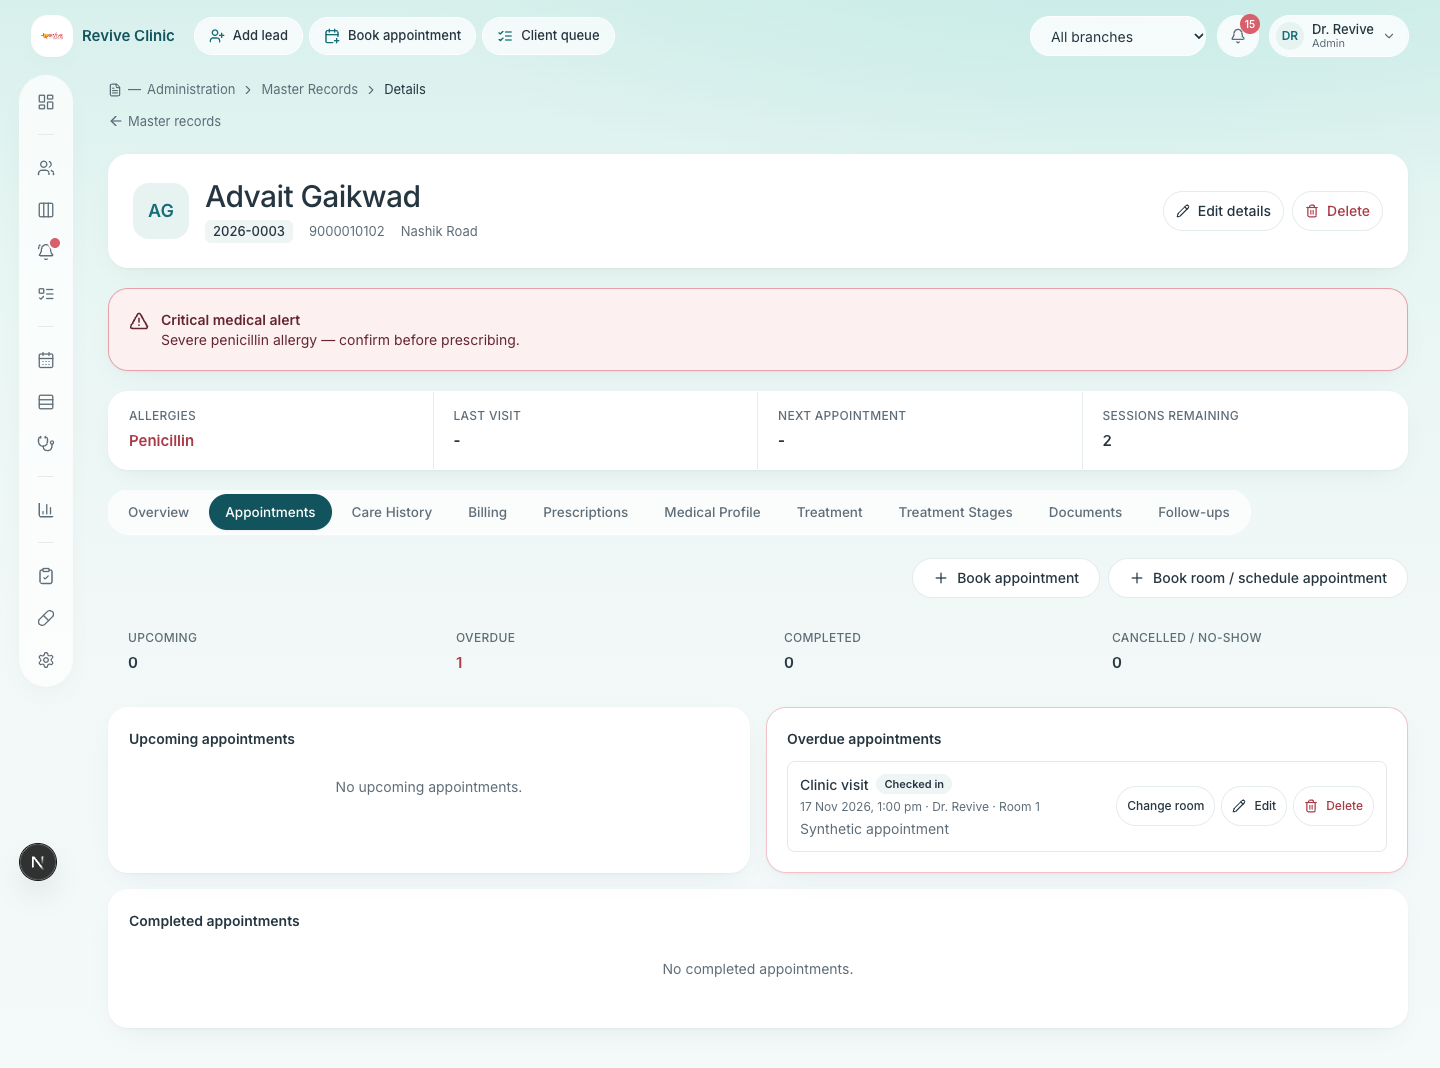 Revive Clinic
Add lead
Book appointment
Client queue
All branches
15
DR
Dr. Revive
Admin
— Administration > Master Records > Details
Master records
AG
Advait Gaikwad
2026-0003 9000010102 Nashik Road
Edit details
Delete
Critical medical alert
Severe penicillin allergy — confirm before prescribing.
ALLERGIES
Penicillin
LAST VISIT
-
NEXT APPOINTMENT
-
SESSIONS REMAINING
2
Overview Appointments Care History Billing Prescriptions Medical Profile Treatment Treatment Stages Documents Follow-ups
+ Book appointment
+ Book room / schedule appointment
UPCOMING
0
OVERDUE
1
COMPLETED
0
CANCELLED / NO-SHOW
0
Upcoming appointments
No upcoming appointments.
Overdue appointments
Clinic visit Checked in
17 Nov 2026, 1:00 pm · Dr. Revive · Room 1
Synthetic appointment
Change room
Edit
Delete
N
Completed appointments
No completed appointments.